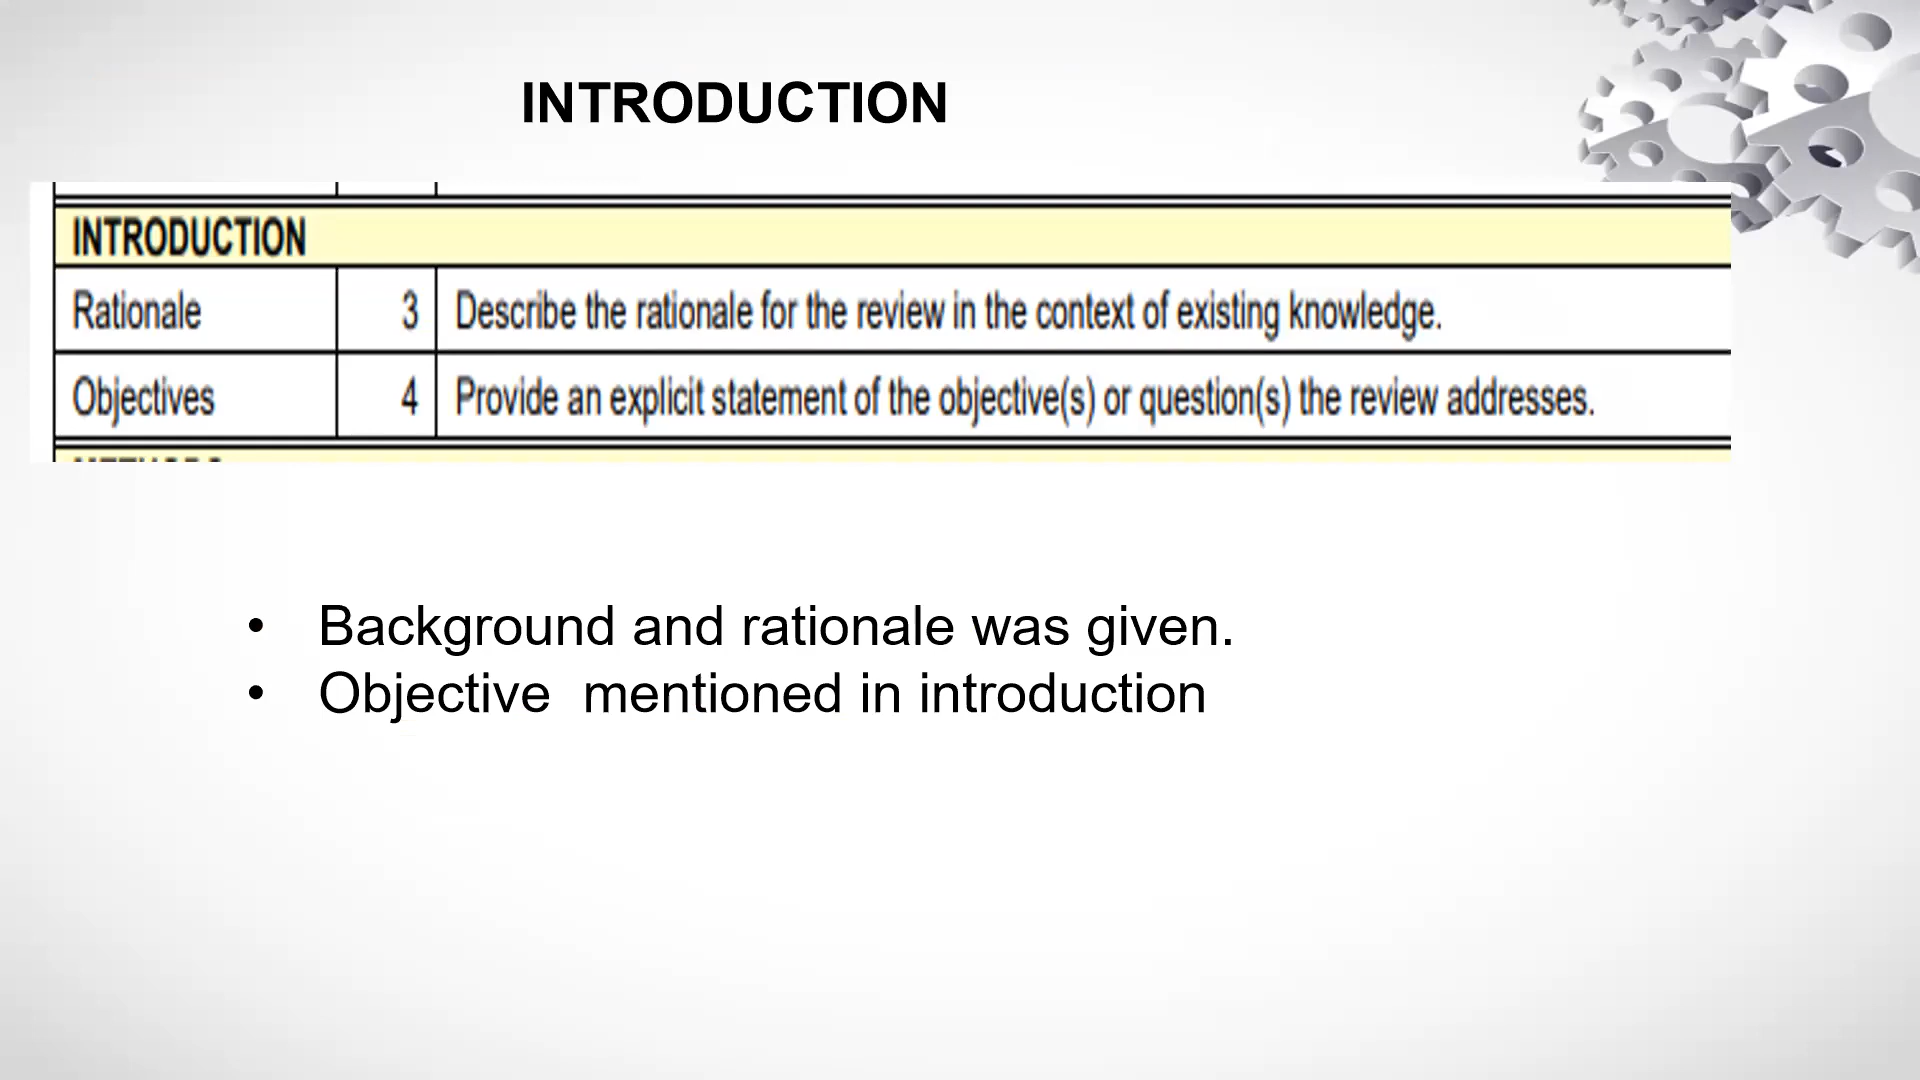 INTRODUCTION
INTRODUCTION
Rationale 3 Describe the rationale for the review in the context of existing knowledge.
Objectives 4 Provide an explicit statement of the objective(s) or question(s) the review addresses.
• Background and rationale was given.
• Objective mentioned in introduction